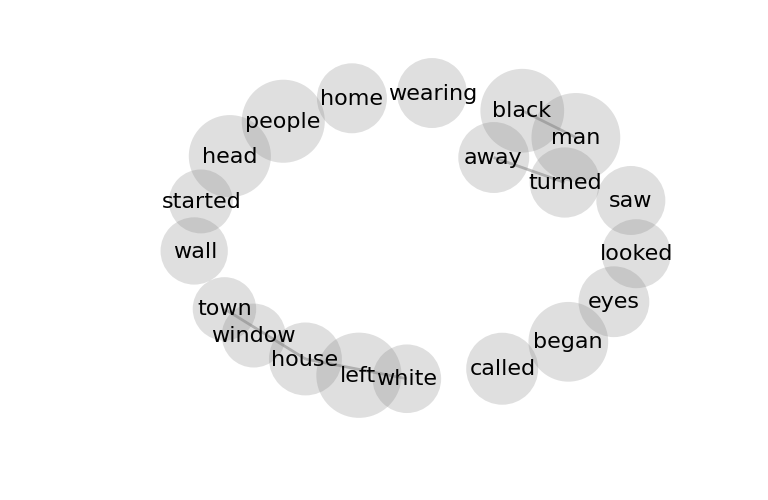 wearing
home
black
people
man
head
away
turned
started
saw
wall
looked
eyes
town
window
began
house
called
left
white